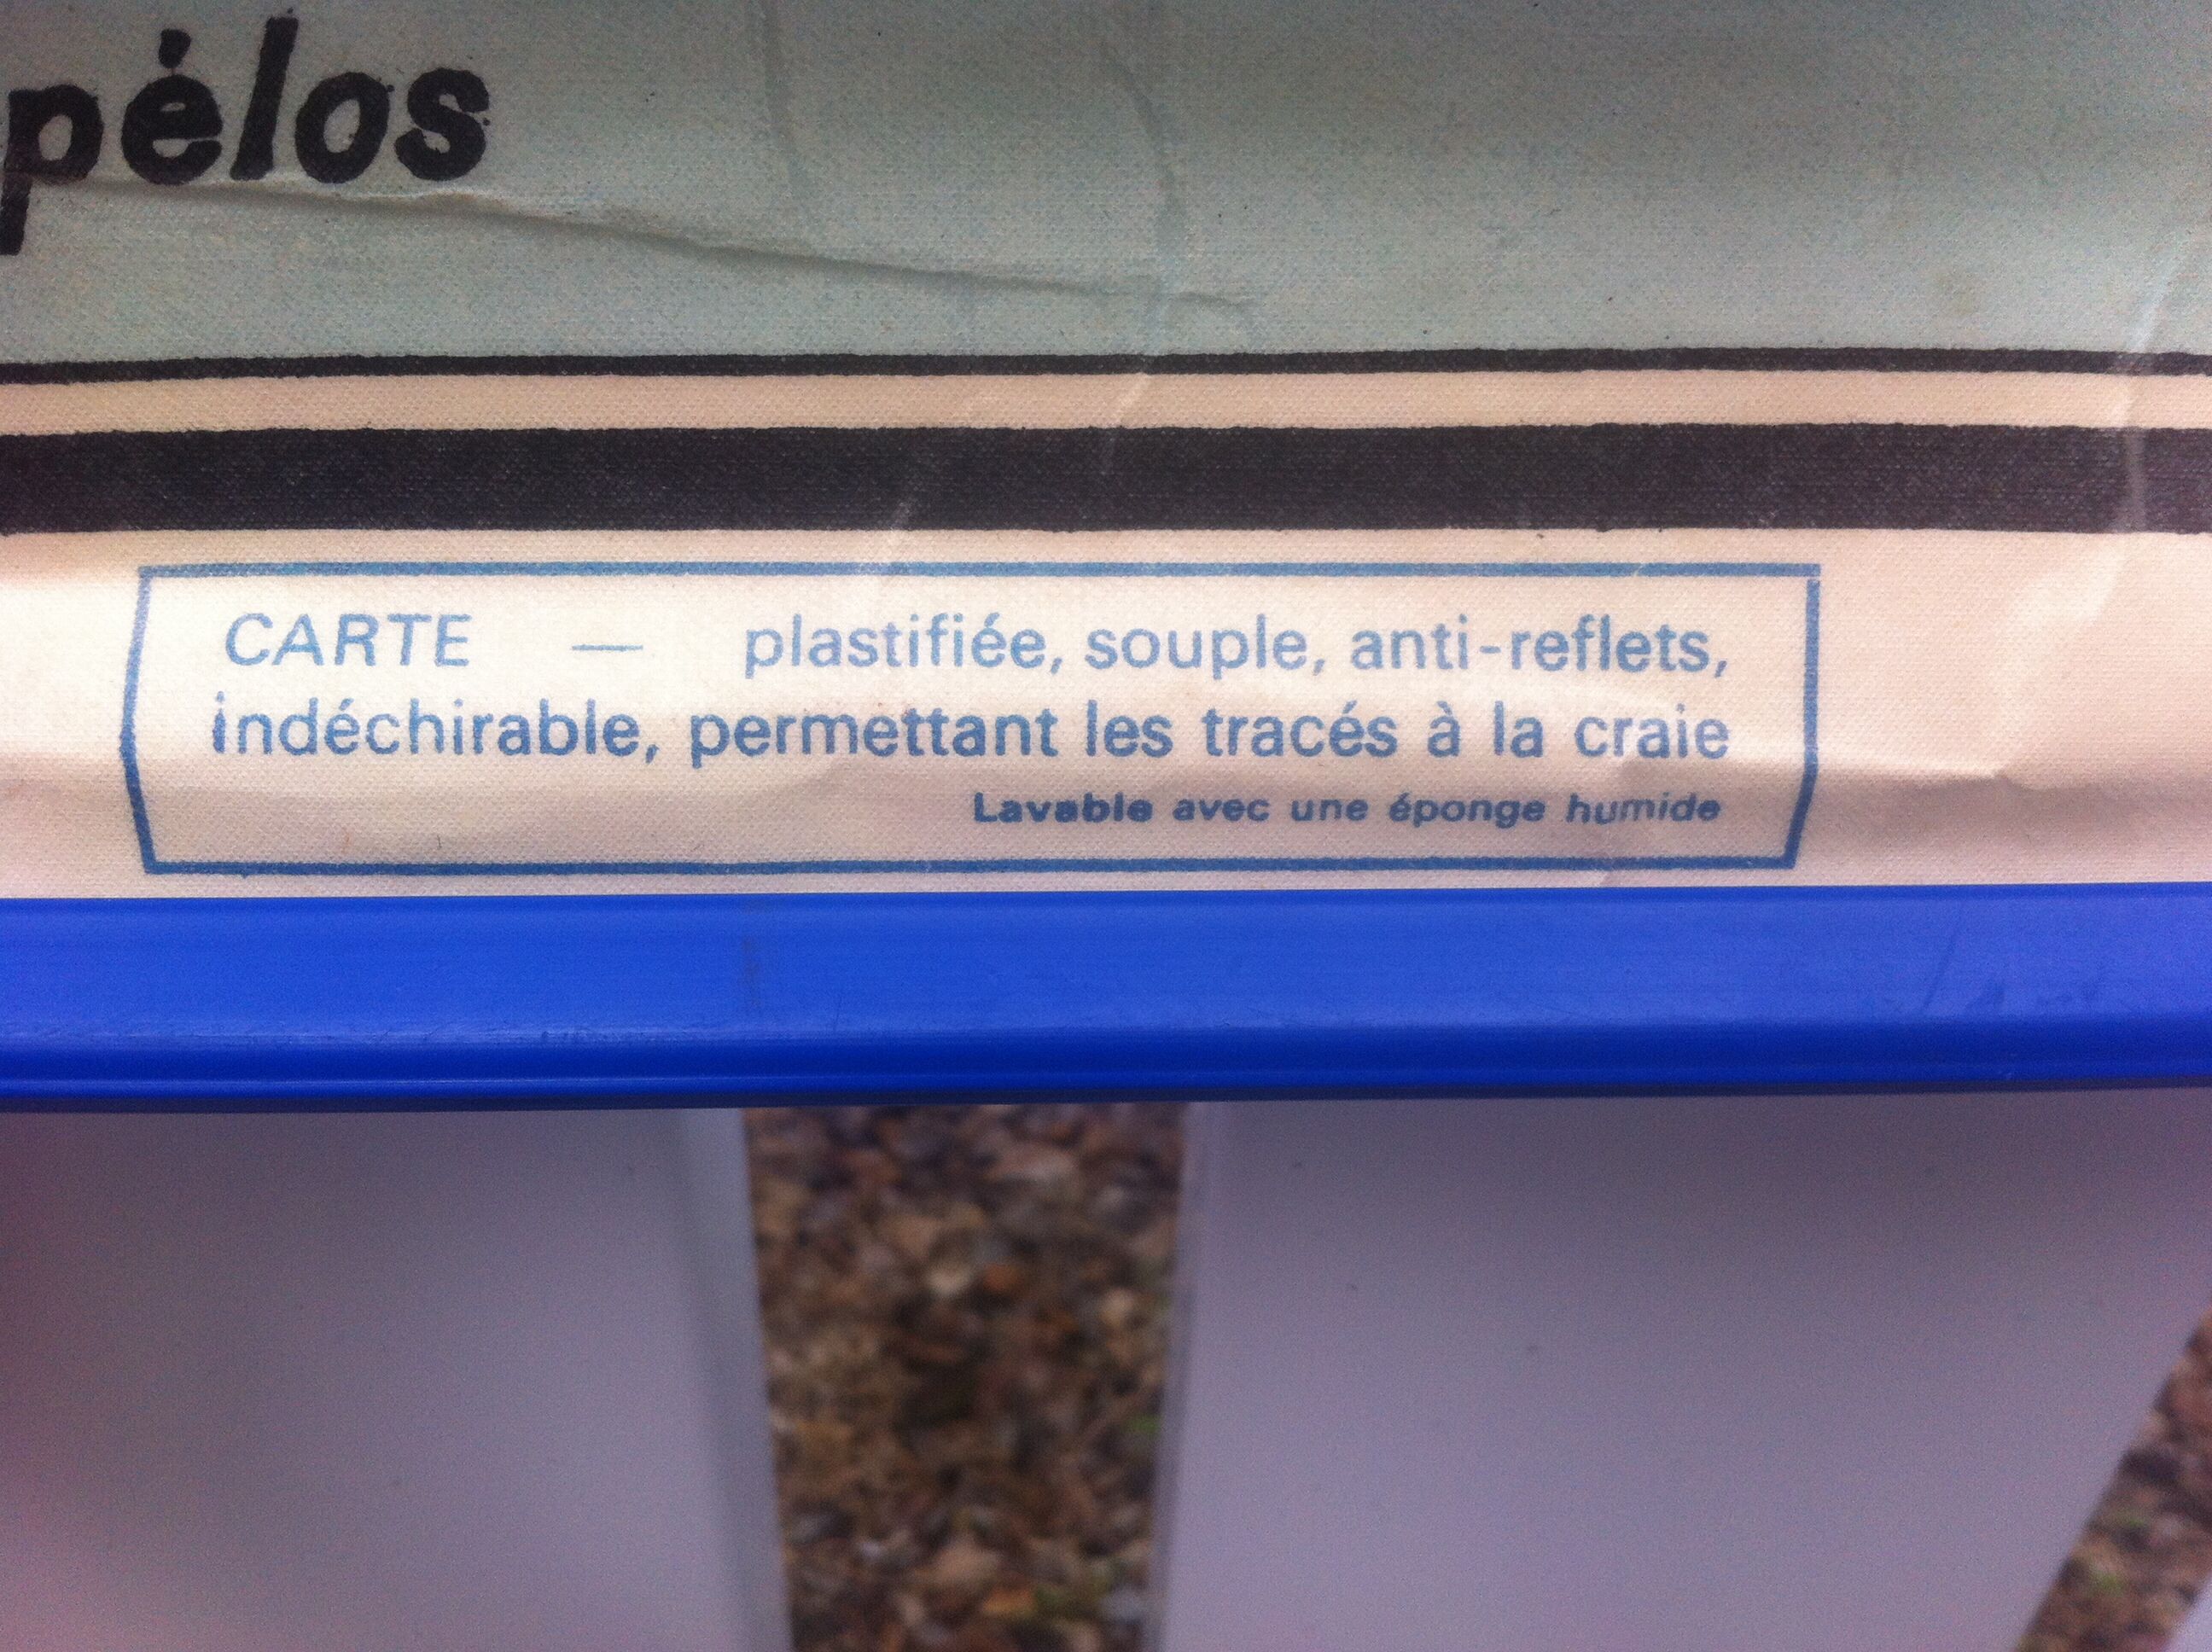 pélos
CARTE — plastifiée, souple, anti-reflets,
indéchirable, permettant les tracés à la craie
Lavable avec une éponge humide